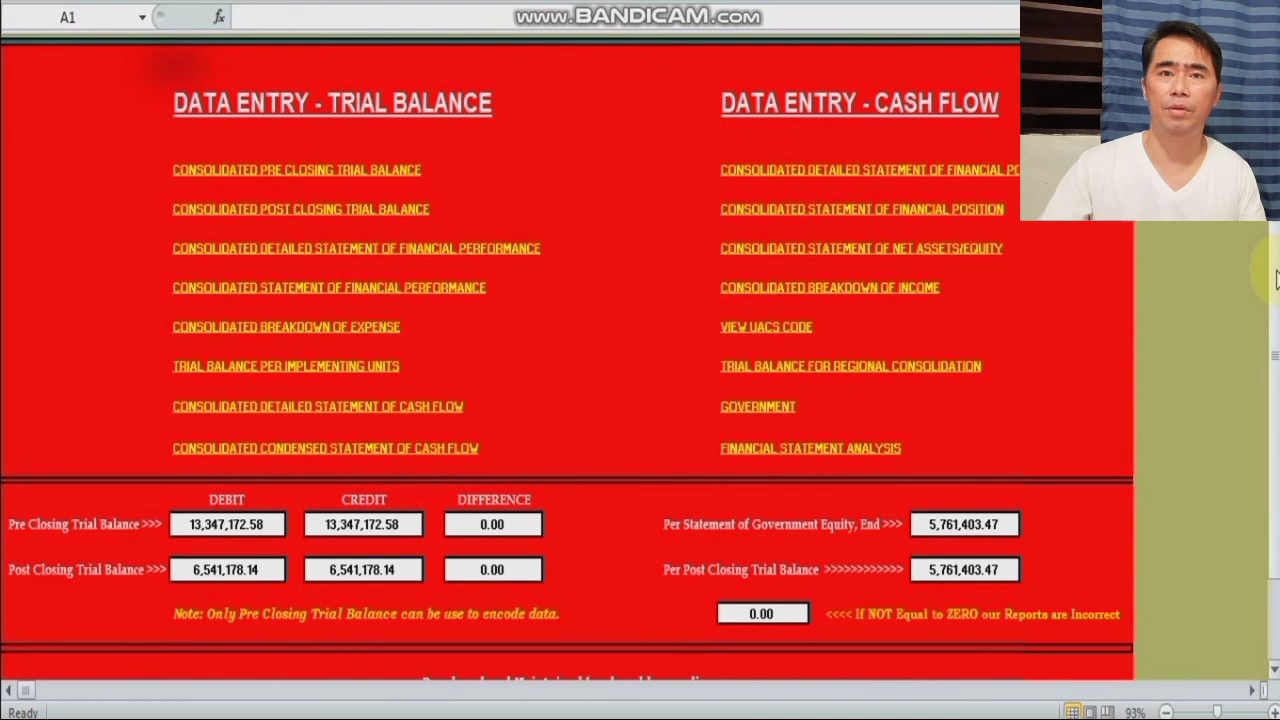 A1
fx
www.BANDICAM.com
DATA ENTRY - TRIAL BALANCE
DATA ENTRY - CASH FLOW
CONSOLIDATED PRE CLOSING TRIAL BALANCE
CONSOLIDATED DETAILED STATEMENT OF FINANCIAL PO
CONSOLIDATED POST CLOSING TRIAL BALANCE
CONSOLIDATED STATEMENT OF FINANCIAL POSITION
CONSOLIDATED DETAILED STATEMENT OF FINANCIAL PERFORMANCE
CONSOLIDATED STATEMENT OF NET ASSETS/EQUITY
CONSOLIDATED STATEMENT OF FINANCIAL PERFORMANCE
CONSOLIDATED BREAKDOWN OF INCOME
CONSOLIDATED BREAKDOWN OF EXPENSE
VIEW UACS CODE
TRIAL BALANCE PER IMPLEMENTING UNITS
TRIAL BALANCE FOR REGIONAL CONSOLIDATION
CONSOLIDATED DETAILED STATEMENT OF CASH FLOW
GOVERNMENT
CONSOLIDATED CONDENSED STATEMENT OF CASH FLOW
FINANCIAL STATEMENT ANALYSIS
DEBIT CREDIT DIFFERENCE
Pre Closing Trial Balance >>> 13,347,172.58 13,347,172.58 0.00
Per Statement of Government Equity, End >>> 5,761,403.47
Post Closing Trial Balance >>> 6,541,178.14 6,541,178.14 0.00
Per Post Closing Trial Balance >>>>>>>>>>>> 5,761,403.47
Note: Only Pre Closing Trial Balance can be use to encode data.
0.00 <<<< If NOT Equal to ZERO our Reports are Incorrect
Ready
93%